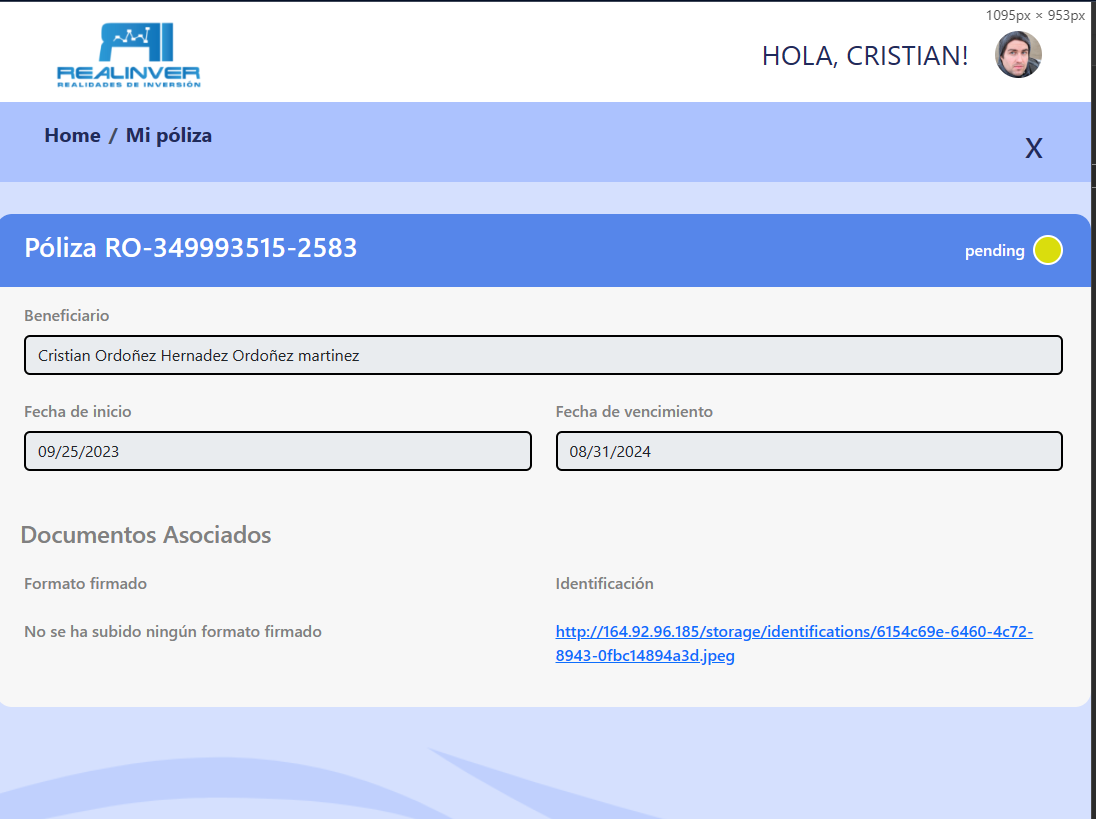 1095px × 953px
REALINVER
REALIDADES DE INVERSIÓN
HOLA, CRISTIAN!
Home / Mi póliza
X
Póliza RO-349993515-2583
pending
Beneficiario
Cristian Ordoñez Hernadez Ordoñez martinez
Fecha de inicio
Fecha de vencimiento
09/25/2023
08/31/2024
Documentos Asociados
Formato firmado
Identificación
No se ha subido ningún formato firmado
http://164.92.96.185/storage/identifications/6154c69e-6460-4c72-
8943-0fbc14894a3d.jpeg